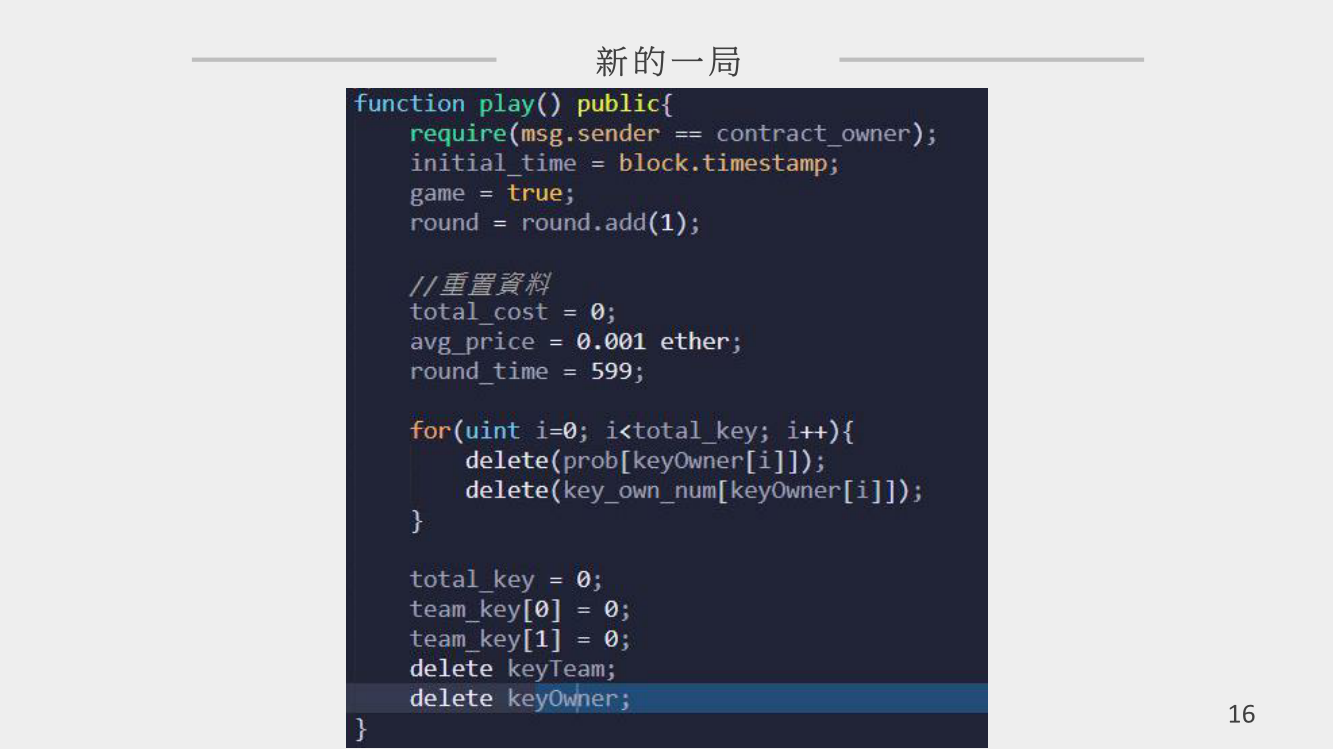 新的一局
function play() public{
    require(msg.sender == contract_owner);
    initial_time = block.timestamp;
    game = true;
    round = round.add(1);
    //重置資料
    total_cost = 0;
    avg_price = 0.001 ether;
    round_time = 599;
    for(uint i=0; i<total_key; i++){
        delete(prob[keyOwner[i]]);
        delete(key_own_num[keyOwner[i]]);
    }
    total_key = 0;
    team_key[0] = 0;
    team_key[1] = 0;
    delete keyTeam;
    delete keyOwner;
}
16